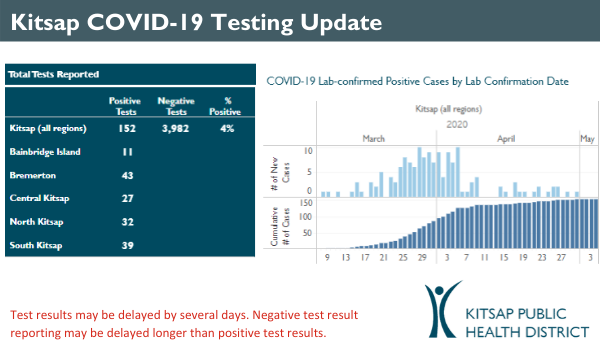 Kitsap COVID-19 Testing Update
Total Tests Reported
Positive Tests
Negative Tests
% Positive
Kitsap (all regions) 152 3,982 4%
Bainbridge Island 11
Bremerton 43
Central Kitsap 27
North Kitsap 32
South Kitsap 39
COVID-19 Lab-confirmed Positive Cases by Lab Confirmation Date
Kitsap (all regions)
2020
March April May
# of New Cases
10
5
0
Cumulative # of Cases
150
100
50
9 13 17 21 25 29 3 7 11 15 19 23 27 3
Test results may be delayed by several days. Negative test result
reporting may be delayed longer than positive test results.
KITSAP PUBLIC
HEALTH DISTRICT